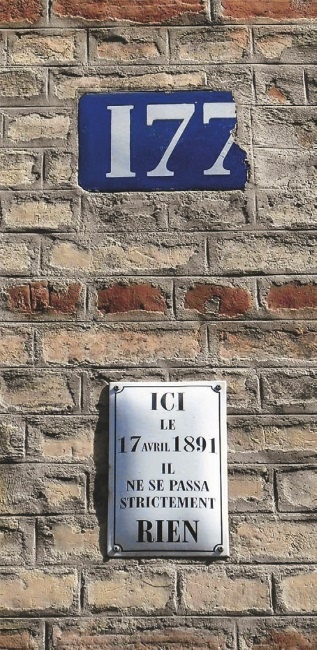 177
ICI
LE
17 AVRIL 1891
IL
NE SE PASSA
STRICTEMENT
RIEN